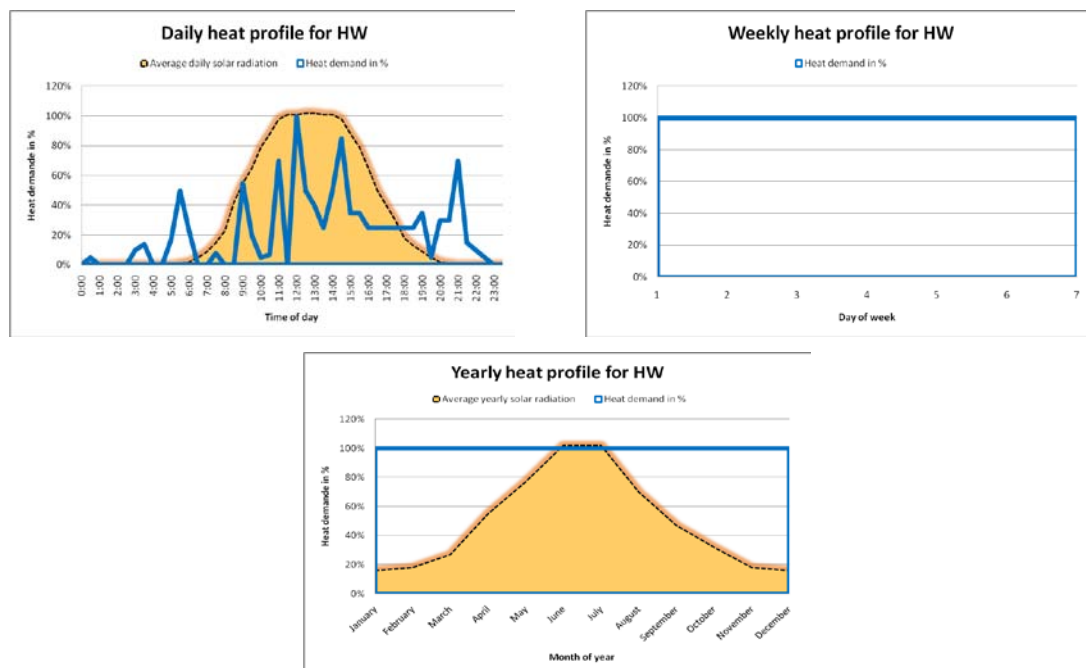 Daily heat profile for HW
Average daily solar radiation Heat demand in %
120%
100%
80%
60%
40%
20%
0%
Heat demande in %
0:00 1:00 2:00 3:00 4:00 5:00 6:00 7:00 8:00 9:00 10:00 11:00 12:00 13:00 14:00 15:00 16:00 17:00 18:00 19:00 20:00 21:00 22:00 23:00
Time of day
Weekly heat profile for HW
Heat demand in %
120%
100%
80%
60%
40%
20%
0%
Heat demande in %
1 2 3 4 5 6 7
Day of week
Yearly heat profile for HW
Average yearly solar radiation Heat demand in %
120%
100%
80%
60%
40%
20%
0%
Heat demande in %
January February March April May June July August September October November December
Month of year